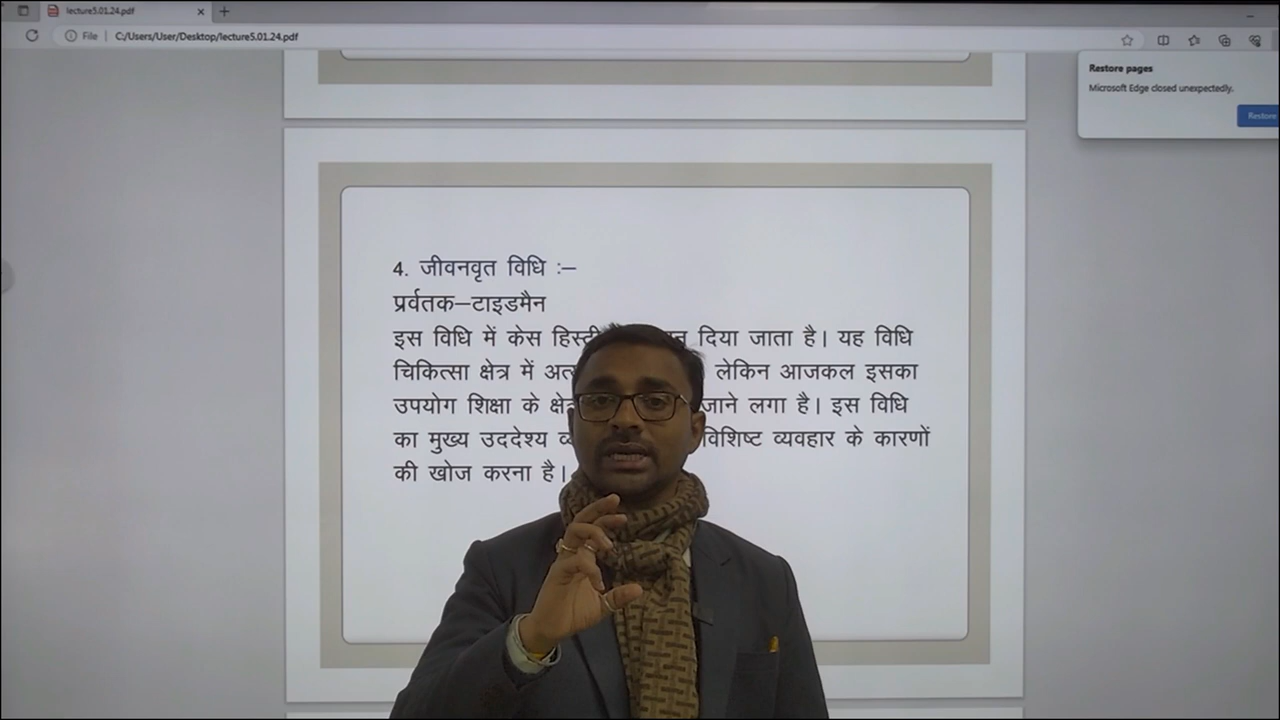 lecture5.01.24.pdf
File
C:/Users/User/Desktop/lecture5.01.24.pdf
Restore pages
Microsoft Edge closed unexpectedly.
Restore
4. जीवनवृत विधि :–
प्रर्वतक–टाइडमैन
इस विधि में केस दिया जाता है। यह विधि
चिकित्सा क्षेत्र में लेकिन आजकल इसका
उपयोग शिक्षा के जाने लगा है। इस विधि
का मुख्य उददेश्य विशिष्ट व्यवहार के कारणों
की खोज करना है।